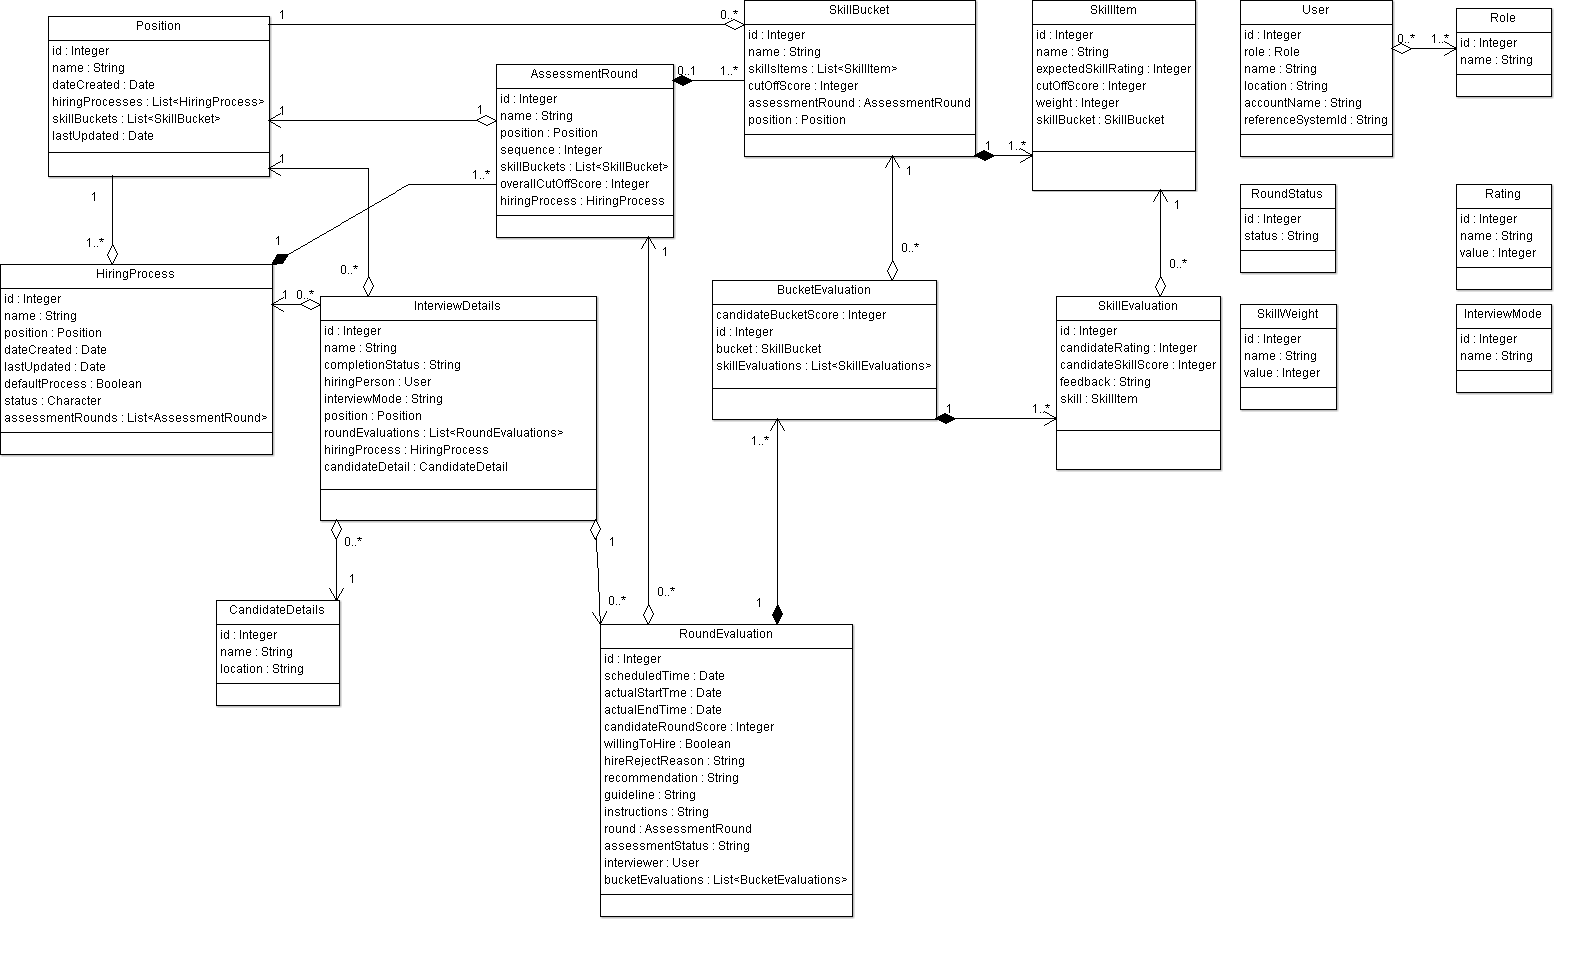 Position
id : Integer
name : String
dateCreated : Date
hiringProcesses : List<HiringProcess>
skillBuckets : List<SkillBucket>
lastUpdated : Date
1
0..*
AssessmentRound
id : Integer
name : String
position : Position
sequence : Integer
skillBuckets : List<SkillBucket>
overallCutOffScore : Integer
hiringProcess : HiringProcess
0..1
1..*
1
1
1
1..*
SkillBucket
id : Integer
name : String
skillsItems : List<SkillItem>
cutOffScore : Integer
assessmentRound : AssessmentRound
position : Position
1
1..*
SkillItem
id : Integer
name : String
expectedSkillRating : Integer
cutOffScore : Integer
weight : Integer
skillBucket : SkillBucket
User
id : Integer
role : Role
name : String
location : String
accountName : String
referenceSystemId : String
0..*
1..*
Role
id : Integer
name : String
RoundStatus
id : Integer
status : String
Rating
id : Integer
name : String
value : Integer
1
1..*
1
0..*
1
0..*
1
1
0..*
1
0..*
HiringProcess
id : Integer
name : String
position : Position
dateCreated : Date
lastUpdated : Date
defaultProcess : Boolean
status : Character
assessmentRounds : List<AssessmentRound>
InterviewDetails
id : Integer
name : String
completionStatus : String
hiringPerson : User
interviewMode : String
position : Position
roundEvaluations : List<RoundEvaluations>
hiringProcess : HiringProcess
candidateDetail : CandidateDetail
BucketEvaluation
candidateBucketScore : Integer
id : Integer
bucket : SkillBucket
skillEvaluations : List<SkillEvaluations>
1
1..*
SkillEvaluation
id : Integer
candidateRating : Integer
candidateSkillScore : Integer
feedback : String
skill : SkillItem
SkillWeight
id : Integer
name : String
value : Integer
InterviewMode
id : Integer
name : String
1..*
0..*
1
1
0..*
0..*
1
CandidateDetails
id : Integer
name : String
location : String
RoundEvaluation
id : Integer
scheduledTime : Date
actualStartTme : Date
actualEndTime : Date
candidateRoundScore : Integer
willingToHire : Boolean
hireRejectReason : String
recommendation : String
guideline : String
instructions : String
round : AssessmentRound
assessmentStatus : String
interviewer : User
bucketEvaluations : List<BucketEvaluations>